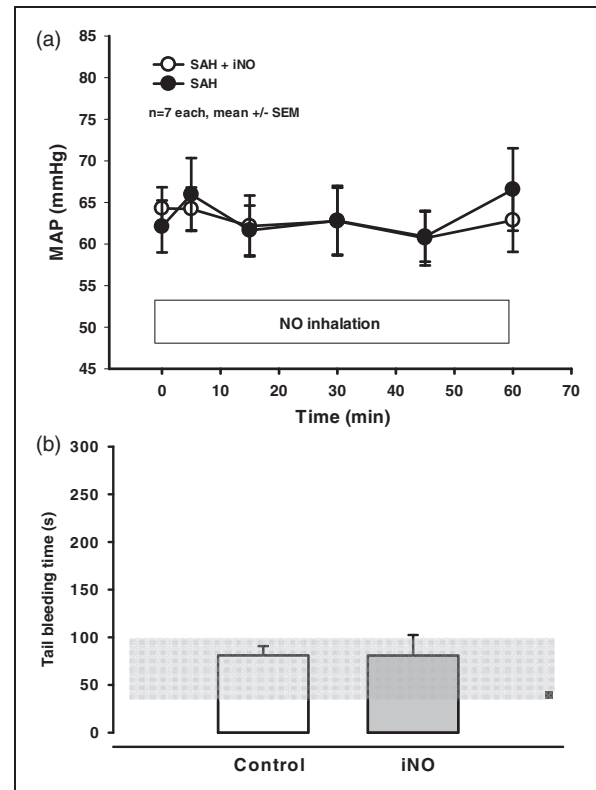 (a)
85
80
75
70
65
60
55
50
45
MAP (mmHg)
SAH + iNO
SAH
n=7 each, mean +/- SEM
NO inhalation
0 10 20 30 40 50 60 70
Time (min)
(b)
300
250
200
150
100
50
0
Tail bleeding time (s)
Control iNO